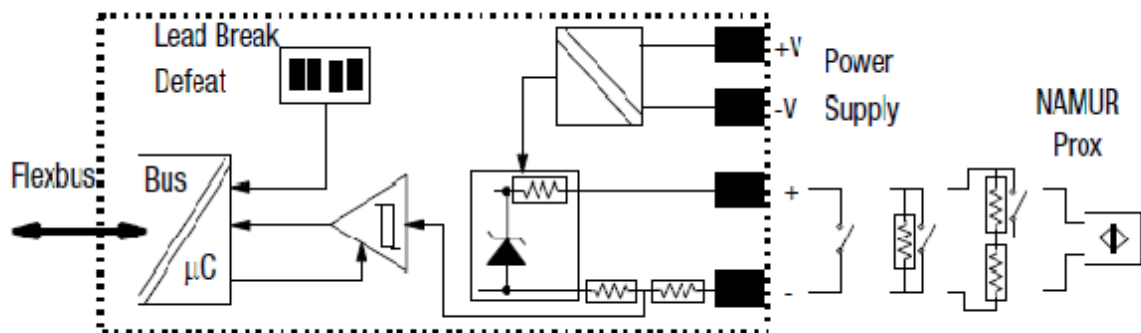 Lead Break
Defeat
+V
Power
-V
Supply
NAMUR
Prox
Flexbus
Bus
+
μC
-